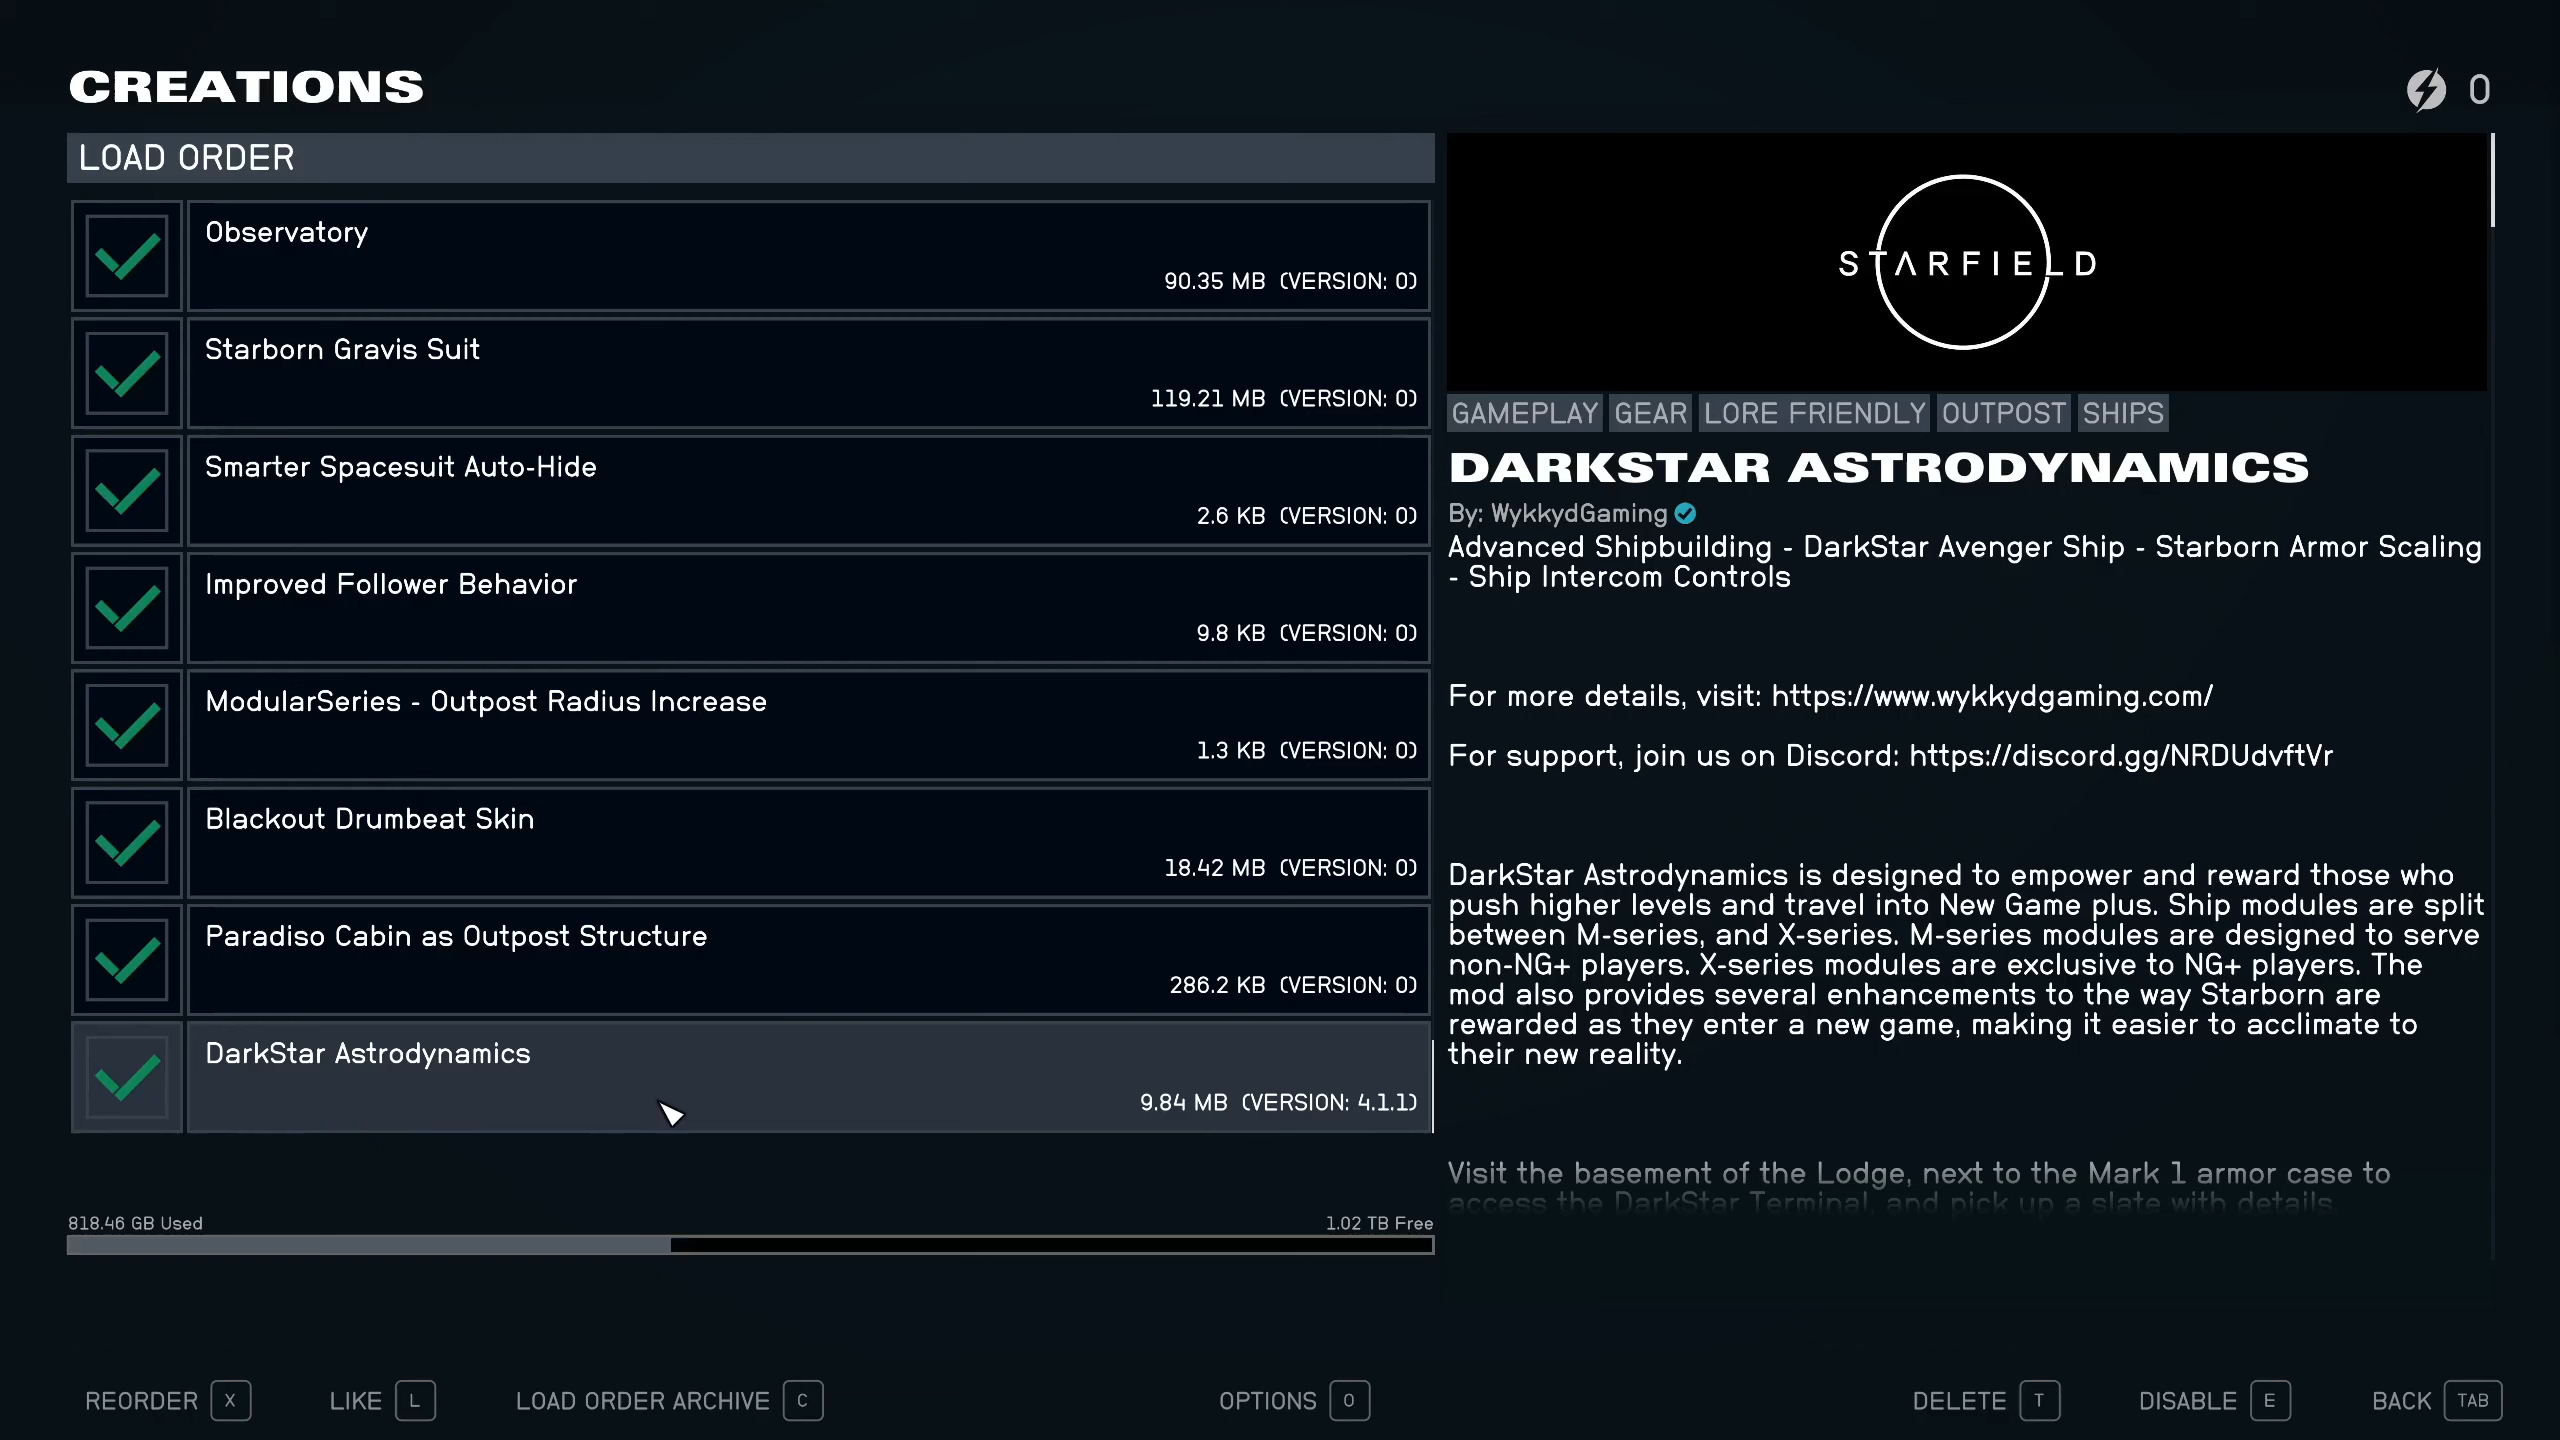 CREATIONS
0
LOAD ORDER
Observatory
90.35 MB (VERSION: 0)
Starborn Gravis Suit
119.21 MB (VERSION: 0)
Smarter Spacesuit Auto-Hide
2.6 KB (VERSION: 0)
Improved Follower Behavior
9.8 KB (VERSION: 0)
ModularSeries - Outpost Radius Increase
1.3 KB (VERSION: 0)
Blackout Drumbeat Skin
18.42 MB (VERSION: 0)
Paradiso Cabin as Outpost Structure
286.2 KB (VERSION: 0)
DarkStar Astrodynamics
9.84 MB (VERSION: 4.1.1)
818.46 GB Used
1.02 TB Free
STARFIELD
GAMEPLAY GEAR LORE FRIENDLY OUTPOST SHIPS
DARKSTAR ASTRODYNAMICS
By: WykkydGaming
Advanced Shipbuilding - DarkStar Avenger Ship - Starborn Armor Scaling
- Ship Intercom Controls
For more details, visit: https://www.wykkydgaming.com/
For support, join us on Discord: https://discord.gg/NRDUdvftVr
DarkStar Astrodynamics is designed to empower and reward those who
push higher levels and travel into New Game plus. Ship modules are split
between M-series, and X-series. M-series modules are designed to serve
non-NG+ players. X-series modules are exclusive to NG+ players. The
mod also provides several enhancements to the way Starborn are
rewarded as they enter a new game, making it easier to acclimate to
their new reality.
Visit the basement of the Lodge, next to the Mark 1 armor case to
access the DarkStar Terminal, and pick up a slate with details.
REORDER X LIKE L LOAD ORDER ARCHIVE C OPTIONS O DELETE T DISABLE E BACK TAB